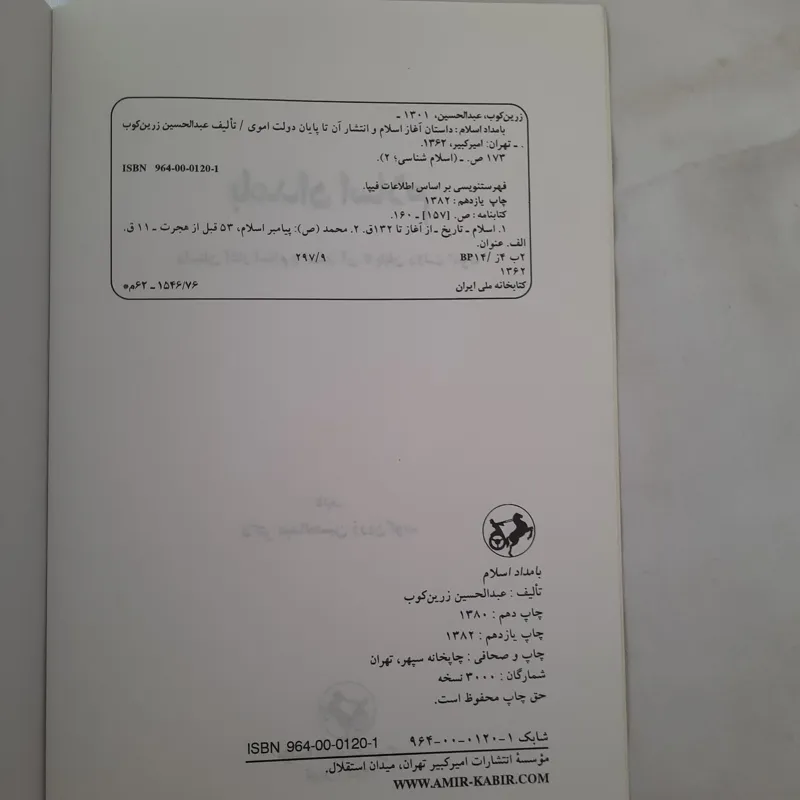 زرین‌کوب، عبدالحسین، ۱۳۰۱ ـ
بامداد اسلام: داستان آغاز اسلام و انتشار آن تا پایان دولت اموی / تألیف عبدالحسین زرین‌کوب
. ـ تهران: امیرکبیر، ۱۳۶۲.
۱۷۳ ص. ـ (اسلام شناسی؛ ۲).
ISBN 964-00-0120-1
فهرستنویسی بر اساس اطلاعات فیپا.
چاپ یازدهم: ۱۳۸۲
کتابنامه: ص. [۱۵۷] ـ ۱۶۰.
۱. اسلام ـ تاریخ ـ از آغاز تا ۱۳۲ق. ۲. محمد (ص): پیامبر اسلام، ۵۳ قبل از هجرت ـ ۱۱ ق.
الف. عنوان.
۲ب ۴ز / BP۱۴ ۲۹۷/۹
۱۳۶۲
کتابخانه ملی ایران ۱۵۴۶/۷۶ ـ ۶۲م*
بامداد اسلام
تألیف : عبدالحسین زرین‌کوب
چاپ دهم : ۱۳۸۰
چاپ یازدهم : ۱۳۸۲
چاپ و صحافی : چاپخانه سپهر، تهران
شمارگان : ۳۰۰۰ نسخه
حق چاپ محفوظ است.
شابک ۱-۰۱۲۰-۰۰-۹۶۴ ISBN 964-00-0120-1
مؤسسهٔ انتشارات امیرکبیر تهران، میدان استقلال.
WWW.AMIR-KABIR.COM